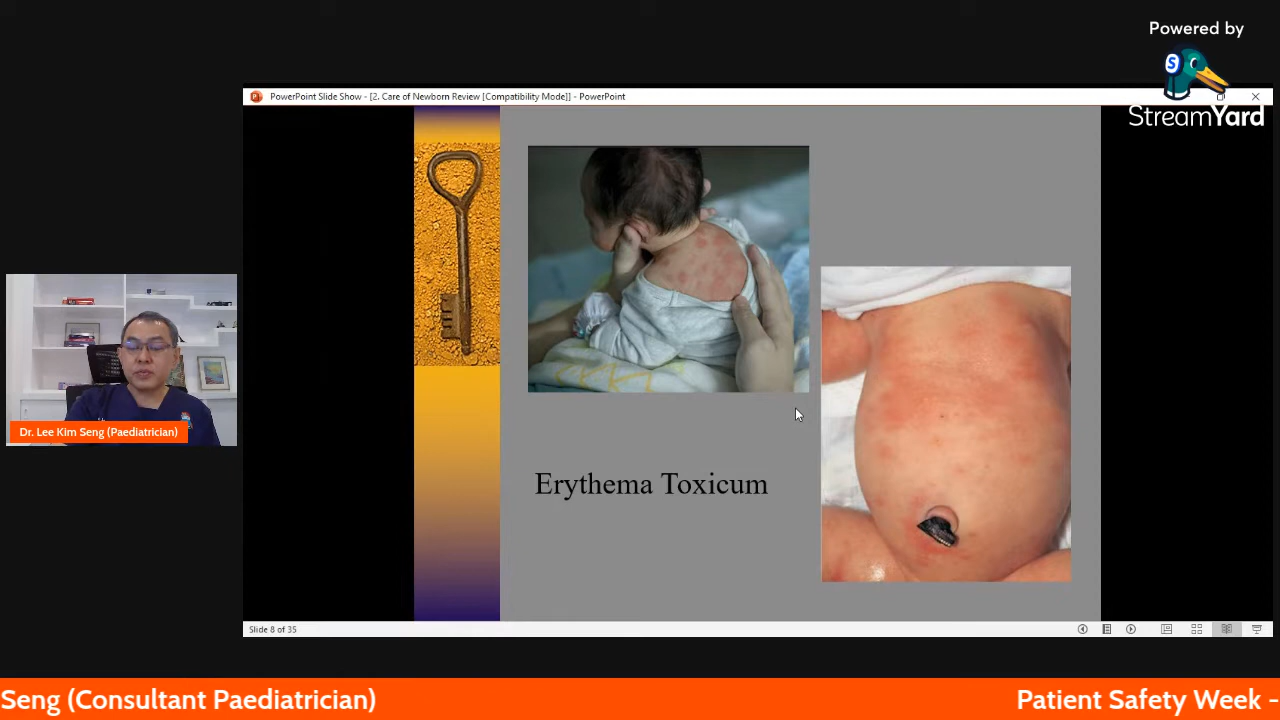 Powered by
S
StreamYard
PowerPoint Slide Show - [2. Care of Newborn Review [Compatibility Mode]] - PowerPoint
Erythema Toxicum
Dr. Lee Kim Seng (Paediatrician)
Slide 8 of 35
Seng (Consultant Paediatrician)
Patient Safety Week -